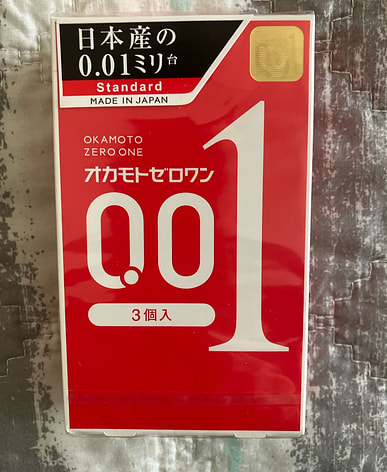 日本産の
0.01ミリ台
Standard
MADE IN JAPAN
OKAMOTO
ZERO ONE
オカモトゼロワン
0.01
3個入